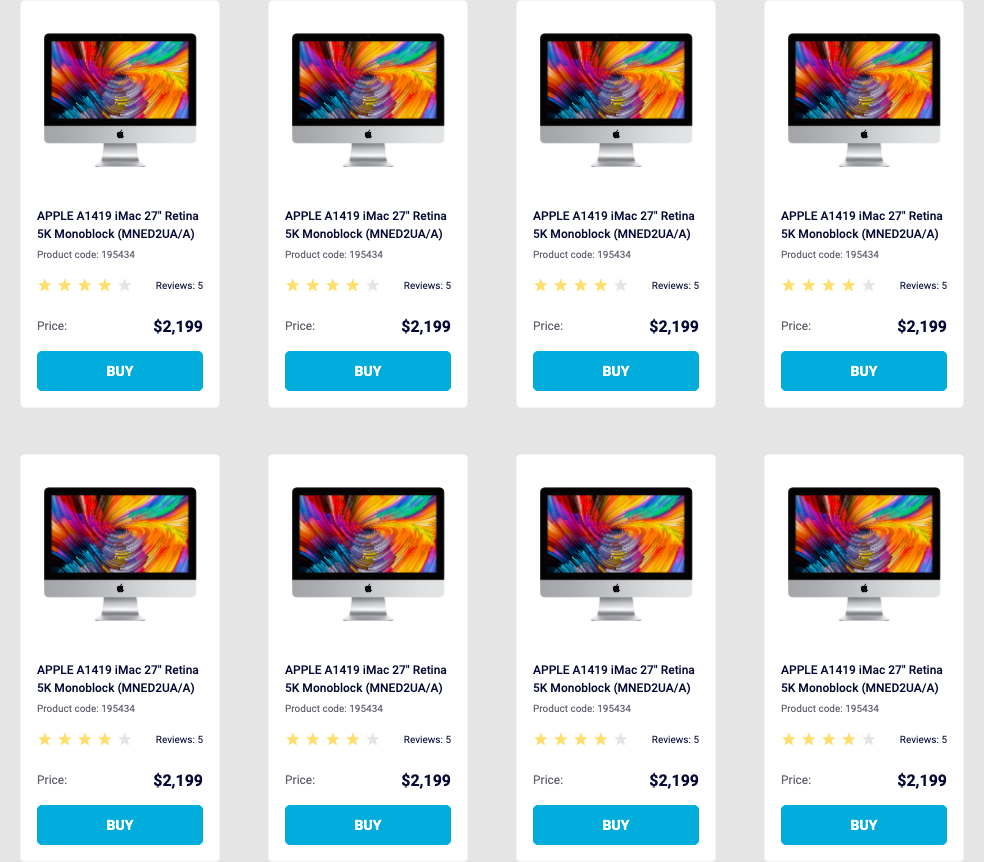 APPLE A1419 iMac 27" Retina
5K Monoblock (MNED2UA/A)
Product code: 195434
Reviews: 5
Price: $2,199
BUY
APPLE A1419 iMac 27" Retina
5K Monoblock (MNED2UA/A)
Product code: 195434
Reviews: 5
Price: $2,199
BUY
APPLE A1419 iMac 27" Retina
5K Monoblock (MNED2UA/A)
Product code: 195434
Reviews: 5
Price: $2,199
BUY
APPLE A1419 iMac 27" Retina
5K Monoblock (MNED2UA/A)
Product code: 195434
Reviews: 5
Price: $2,199
BUY
APPLE A1419 iMac 27" Retina
5K Monoblock (MNED2UA/A)
Product code: 195434
Reviews: 5
Price: $2,199
BUY
APPLE A1419 iMac 27" Retina
5K Monoblock (MNED2UA/A)
Product code: 195434
Reviews: 5
Price: $2,199
BUY
APPLE A1419 iMac 27" Retina
5K Monoblock (MNED2UA/A)
Product code: 195434
Reviews: 5
Price: $2,199
BUY
APPLE A1419 iMac 27" Retina
5K Monoblock (MNED2UA/A)
Product code: 195434
Reviews: 5
Price: $2,199
BUY